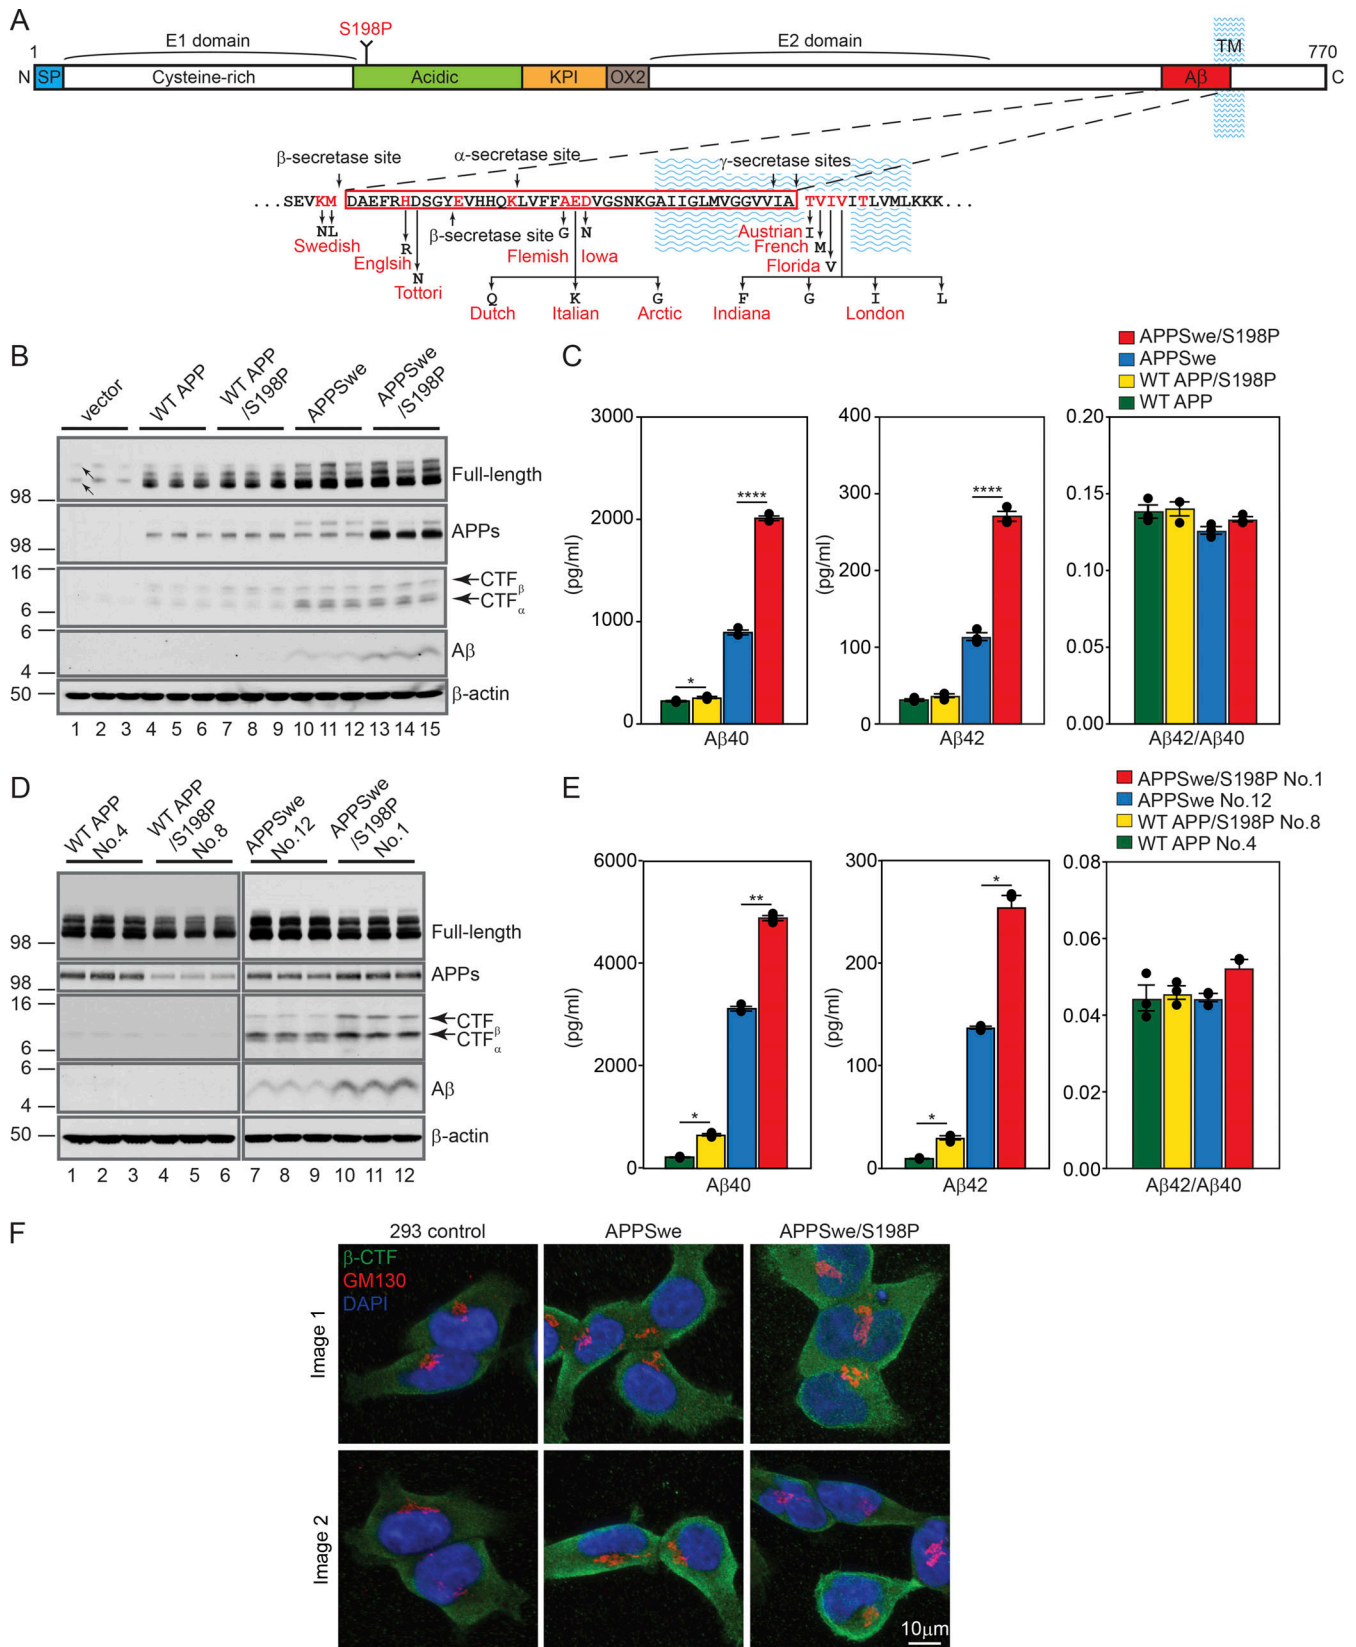 A
S198P
1
E1 domain
E2 domain
TM
770
N
SP
Cysteine-rich
Acidic
KPI
OX2
Aβ
C
β-secretase site
α-secretase site
γ-secretase sites
...SEVKM DAEFRHDSGYEVHHQKLVFFAEDVGSNKGAIIGLMVGGVVIA TVIVITLVMLKKK...
NL
Swedish
R
Englsih
N
Tottori
β-secretase site
G
N
Flemish
Iowa
Austrian
I
French
M
Florida
V
Q
K
G
F
G
I
L
Dutch
Italian
Arctic
Indiana
London
B
vector
WT APP
WT APP
/S198P
APPSwe
APPSwe
/S198P
98
Full-length
98
APPs
16
6
CTFβ
CTFα
6
4
Aβ
50
β-actin
1 2 3 4 5 6 7 8 9 10 11 12 13 14 15
C
APPSwe/S198P
APPSwe
WT APP/S198P
WT APP
3000
2000
1000
0
(pg/ml)
*
****
Aβ40
400
300
200
100
0
(pg/ml)
****
Aβ42
0.20
0.15
0.10
0.05
0.00
Aβ42/Aβ40
D
WT APP
No.4
WT APP
/S198P
No.8
APPSwe
No.12
APPSwe
/S198P
No.1
98
Full-length
98
APPs
16
6
CTFβ
CTFα
6
4
Aβ
50
β-actin
1 2 3 4 5 6 7 8 9 10 11 12
E
APPSwe/S198P No.1
APPSwe No.12
WT APP/S198P No.8
WT APP No.4
6000
4000
2000
0
(pg/ml)
*
**
Aβ40
300
200
100
0
(pg/ml)
*
*
Aβ42
0.08
0.06
0.04
0.02
0.00
Aβ42/Aβ40
F
293 control
APPSwe
APPSwe/S198P
β-CTF
GM130
DAPI
Image 1
Image 2
10µm